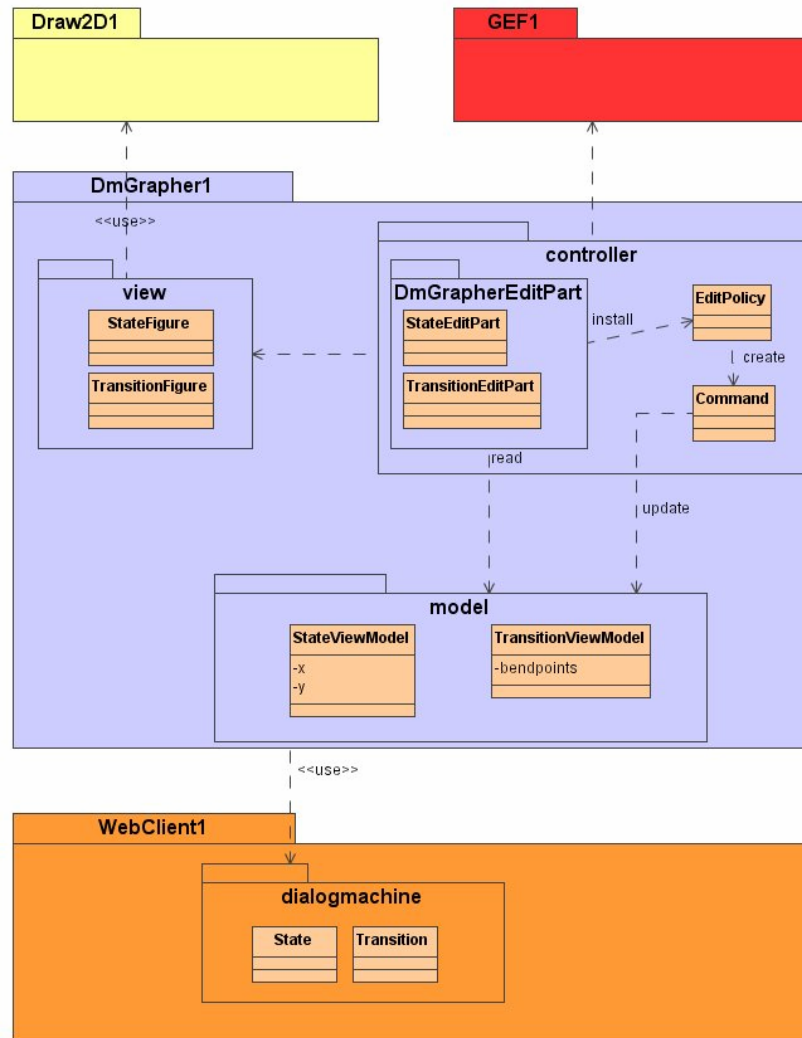 Draw2D1
GEF1
DmGrapher1
<<use>>
controller
view
DmGrapherEditPart
EditPolicy
StateFigure
StateEditPart
install
create
TransitionFigure
TransitionEditPart
Command
read
update
model
StateViewModel
TransitionViewModel
-x
-bendpoints
-y
<<use>>
WebClient1
dialogmachine
State
Transition